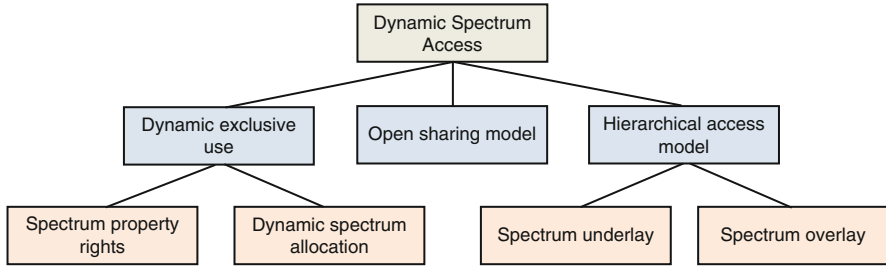 Dynamic Spectrum
Access
Dynamic exclusive
use
Open sharing model
Hierarchical access
model
Spectrum property
rights
Dynamic spectrum
allocation
Spectrum underlay
Spectrum overlay